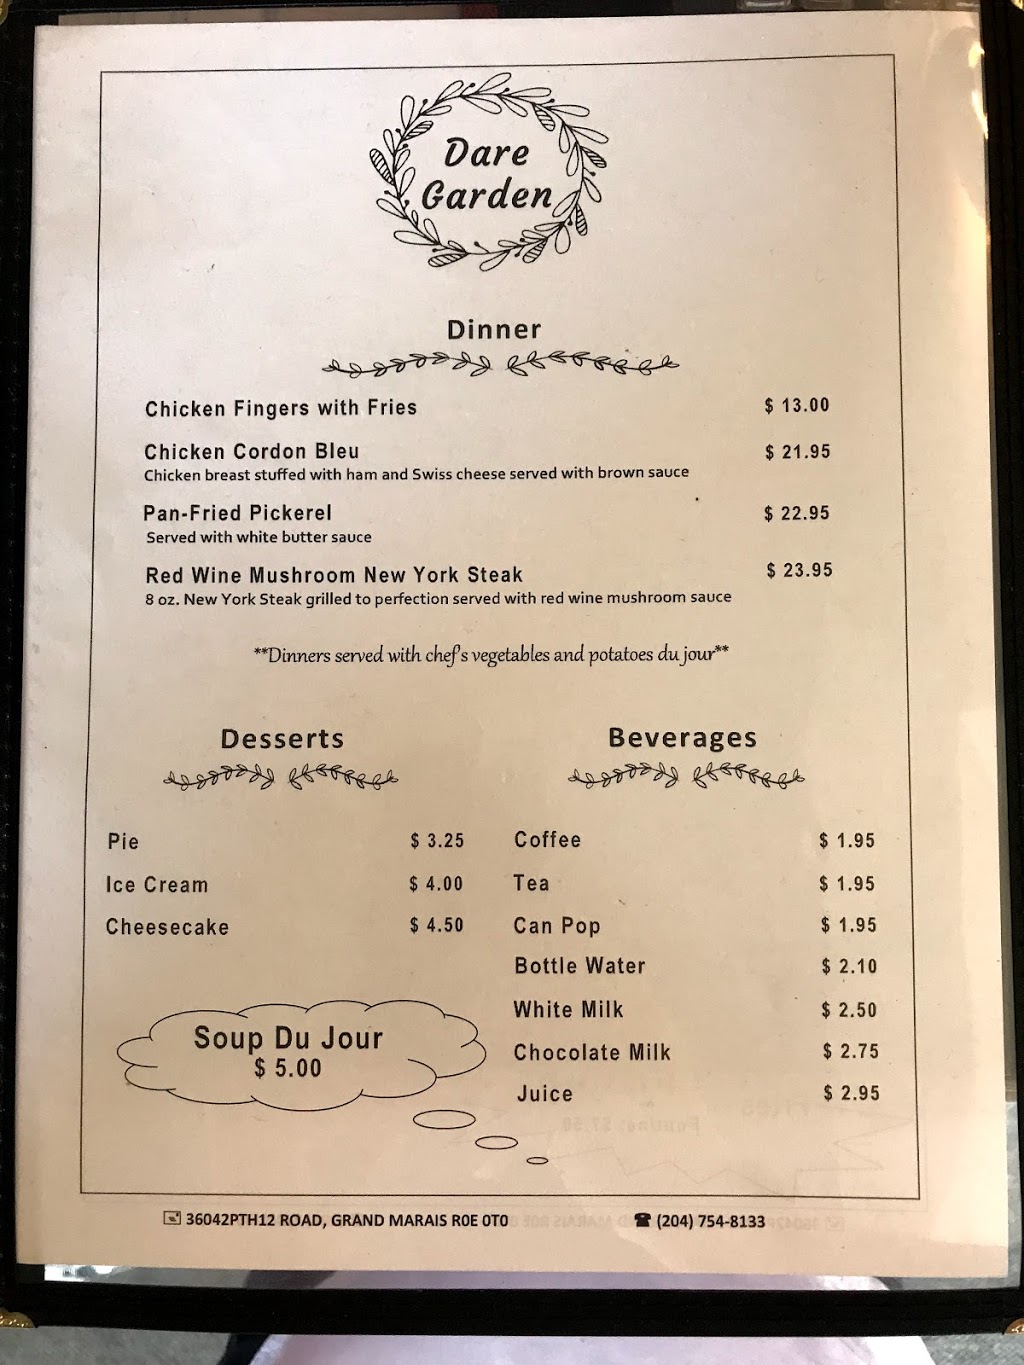 Dare
Garden
Dinner
Chicken Fingers with Fries $ 13.00
Chicken Cordon Bleu $ 21.95
Chicken breast stuffed with ham and Swiss cheese served with brown sauce
Pan-Fried Pickerel $ 22.95
Served with white butter sauce
Red Wine Mushroom New York Steak $ 23.95
8 oz. New York Steak grilled to perfection served with red wine mushroom sauce
**Dinners served with chef's vegetables and potatoes du jour**
Desserts
Pie $ 3.25
Ice Cream $ 4.00
Cheesecake $ 4.50
Soup Du Jour
$ 5.00
Beverages
Coffee $ 1.95
Tea $ 1.95
Can Pop $ 1.95
Bottle Water $ 2.10
White Milk $ 2.50
Chocolate Milk $ 2.75
Juice $ 2.95
36042PTH12 ROAD, GRAND MARAIS R0E 0T0 (204) 754-8133